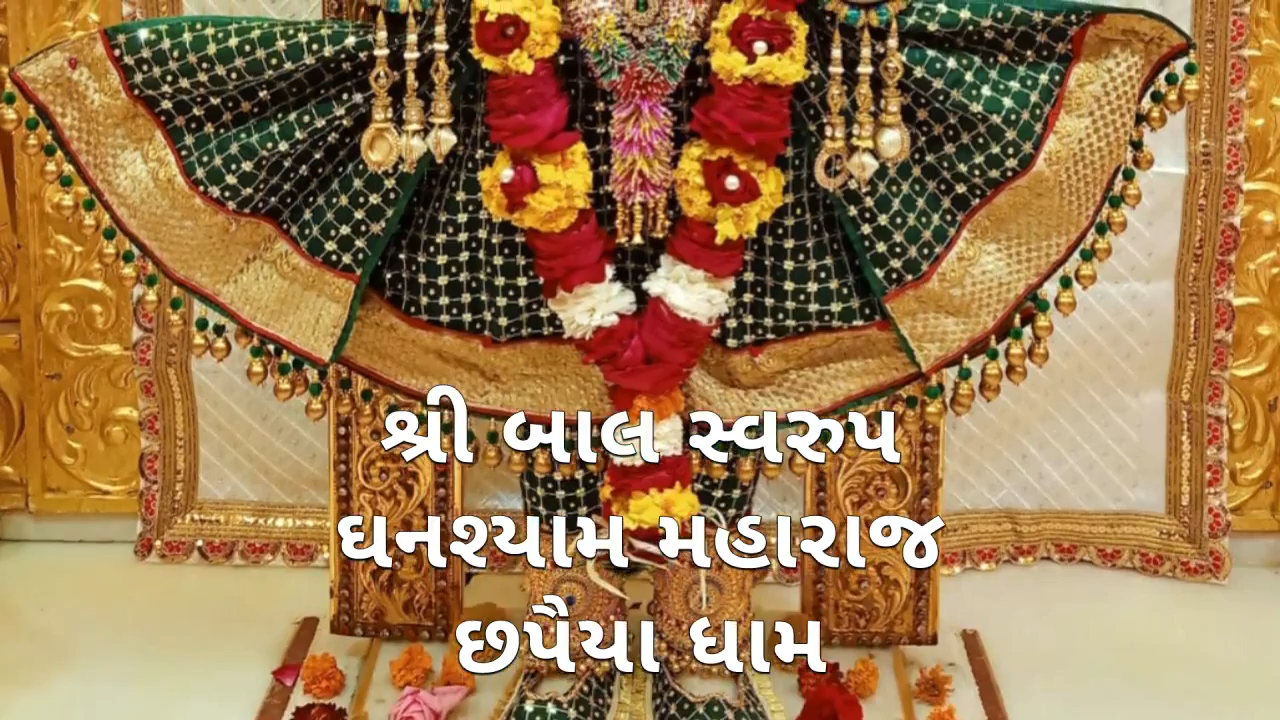 શ્રી બાલ સ્વરુપ
ઘનશ્યામ મહારાજ
છપૈયા ધામ